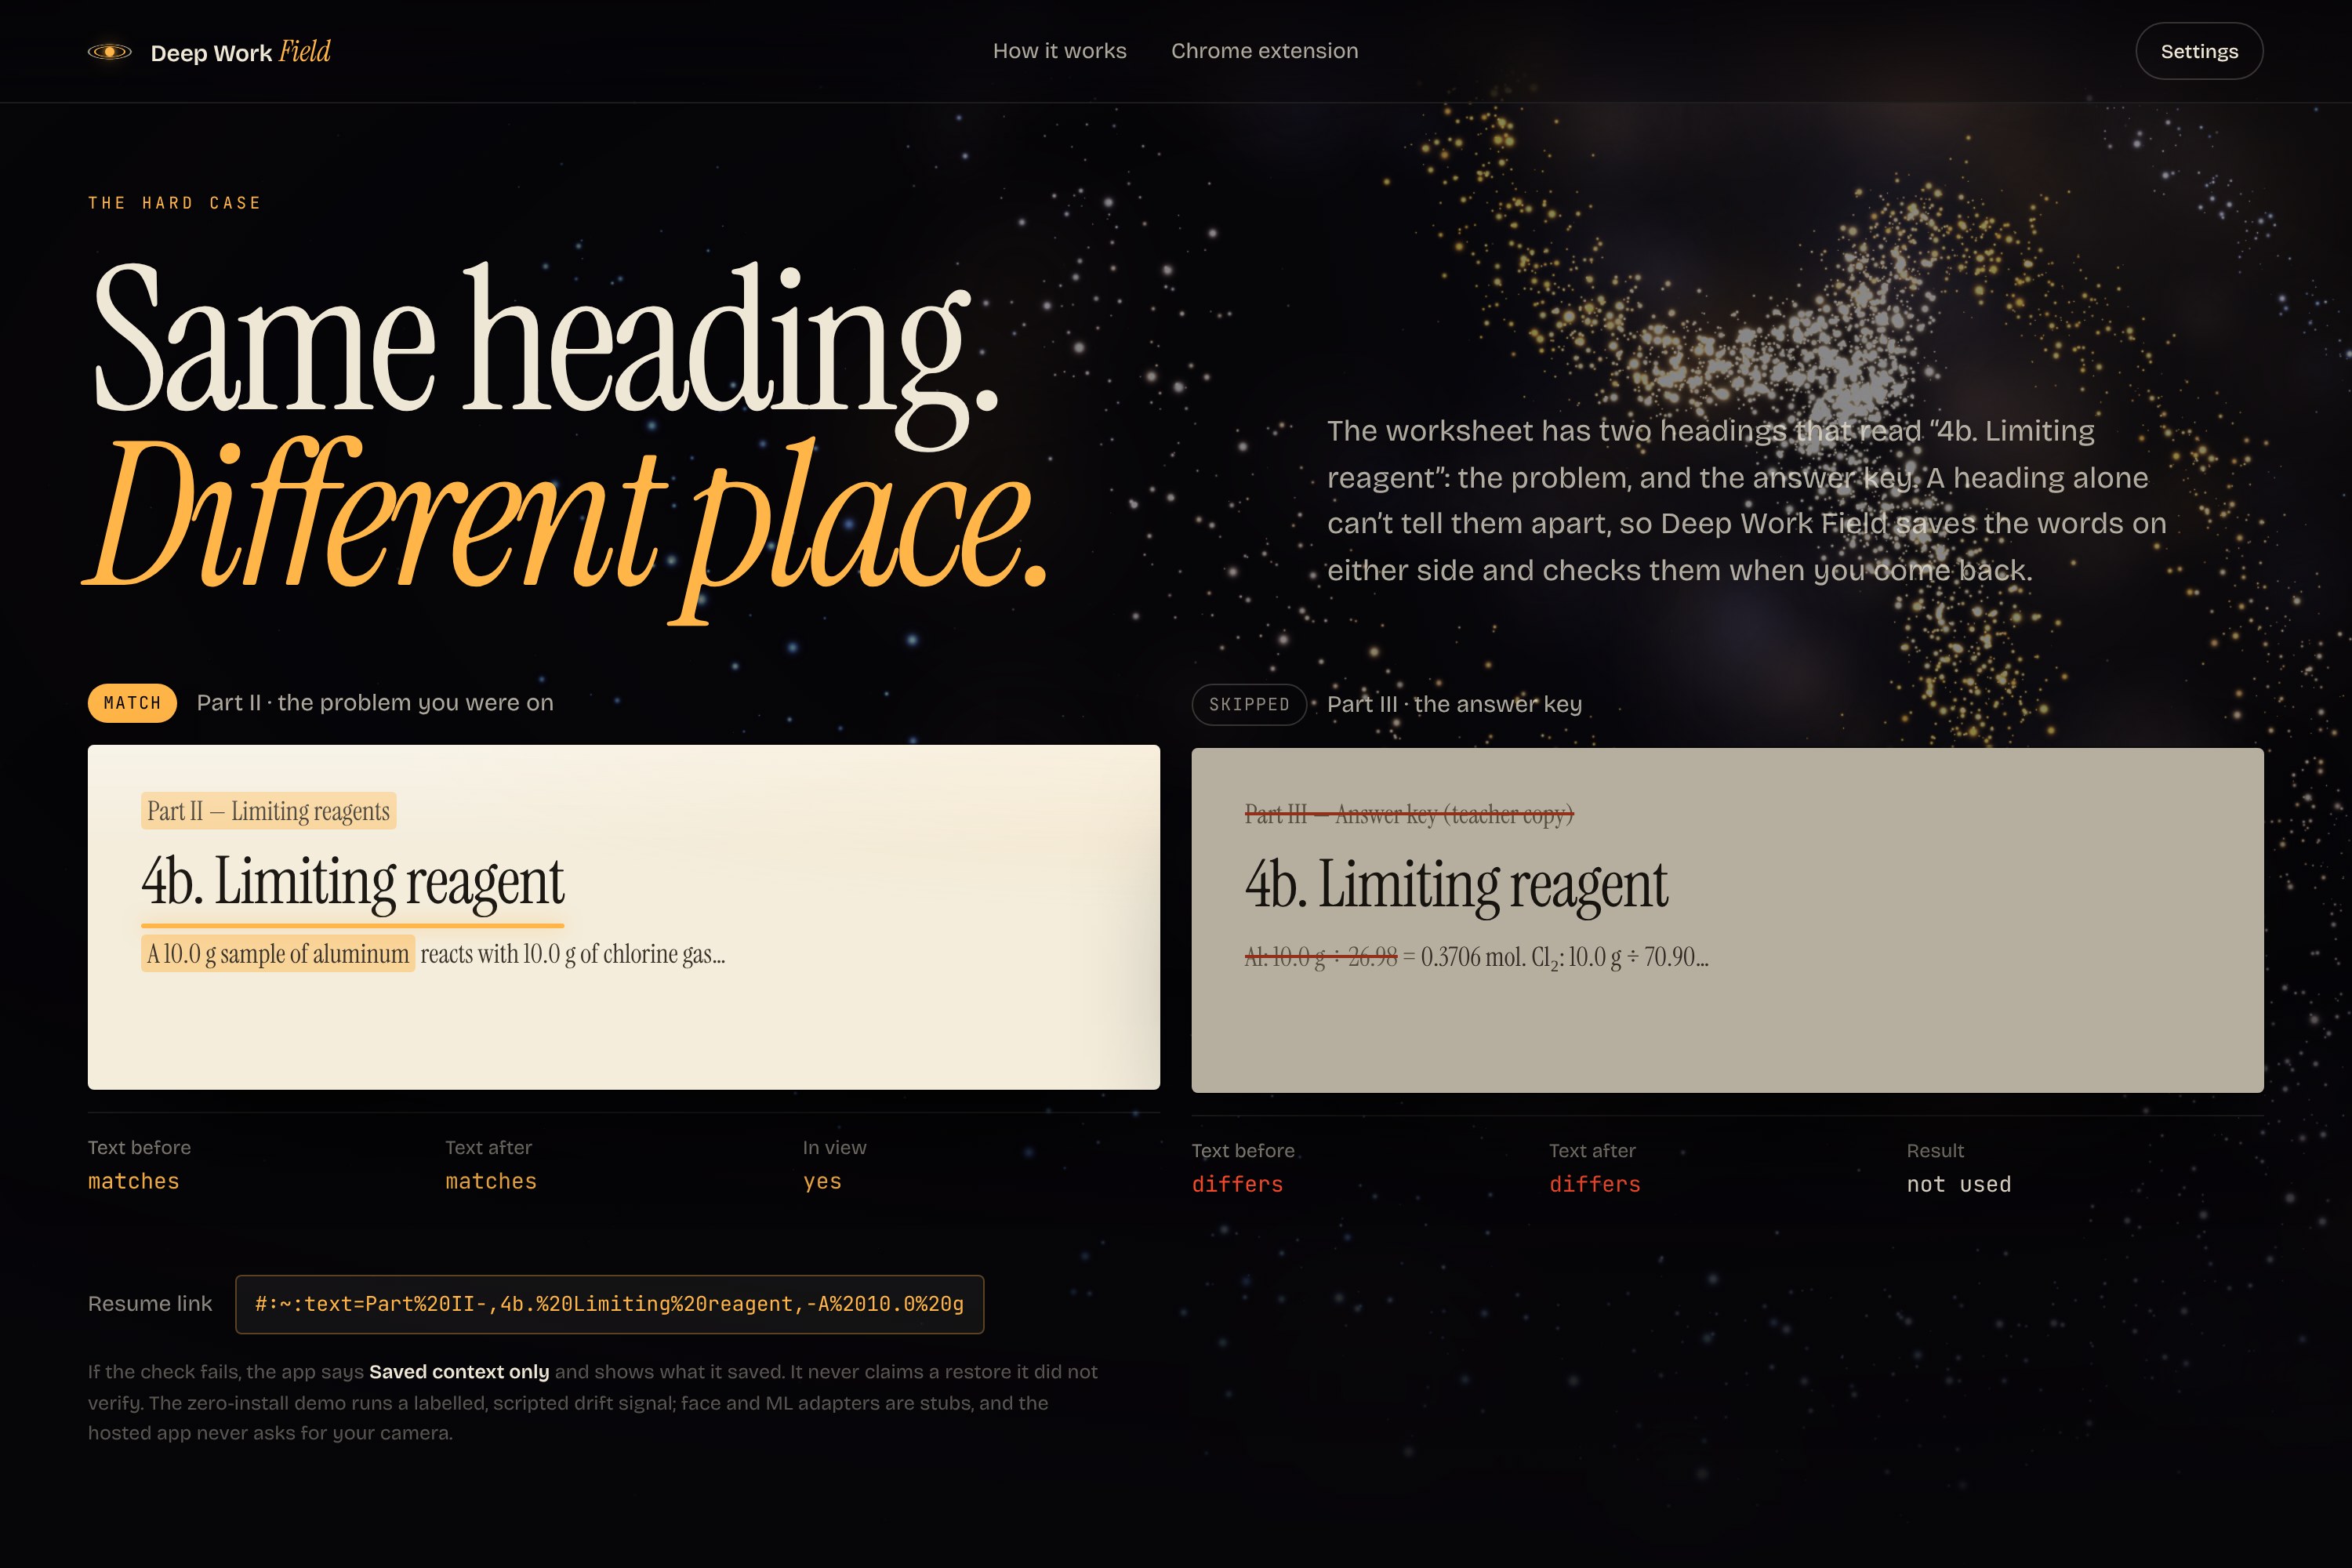 Deep Work Field
How it works
Chrome extension
Settings
THE HARD CASE
Same heading.
Different place.
The worksheet has two headings that read “4b. Limiting
reagent”: the problem, and the answer key. A heading alone
can’t tell them apart, so Deep Work Field saves the words on
either side and checks them when you come back.
MATCH
Part II · the problem you were on
Part II — Limiting reagents
4b. Limiting reagent
A 10.0 g sample of aluminum reacts with 10.0 g of chlorine gas...
Text before
matches
Text after
matches
In view
yes
SKIPPED
Part III · the answer key
Part III — Answer key (teacher copy)
4b. Limiting reagent
Al: 10.0 g ÷ 26.98 = 0.3706 mol. Cl₂: 10.0 g ÷ 70.90...
Text before
differs
Text after
differs
Result
not used
Resume link
#:~:text=Part%20II-,4b.%20Limiting%20reagent,-A%2010.0%20g
If the check fails, the app says Saved context only and shows what it saved. It never claims a restore it did not
verify. The zero-install demo runs a labelled, scripted drift signal; face and ML adapters are stubs, and the
hosted app never asks for your camera.